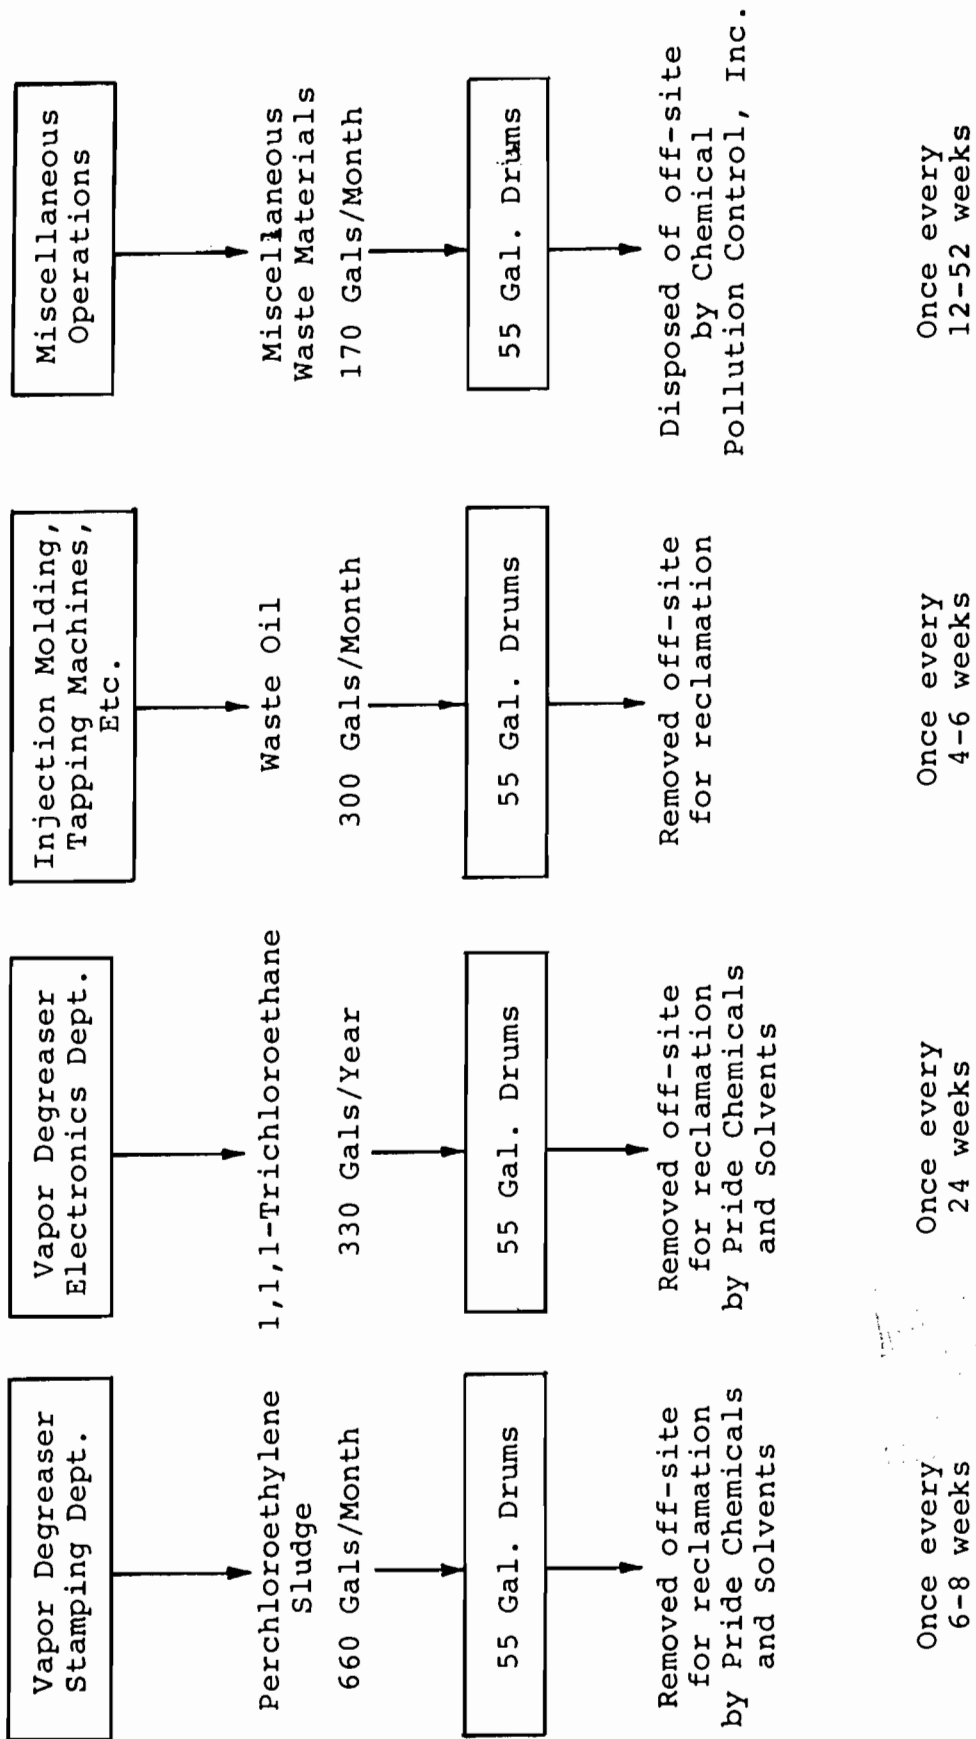 Vapor Degreaser
Stamping Dept.
Perchloroethylene
Sludge
660 Gals/Month
55 Gal. Drums
Removed off-site
for reclamation
by Pride Chemicals
and Solvents
Once every
6-8 weeks
Vapor Degreaser
Electronics Dept.
1,1,1-Trichloroethane
330 Gals/Year
55 Gal. Drums
Removed off-site
for reclamation
by Pride Chemicals
and Solvents
Once every
24 weeks
Injection Molding,
Tapping Machines,
Etc.
Waste Oil
300 Gals/Month
55 Gal. Drums
Removed off-site
for reclamation
Once every
4-6 weeks
Miscellaneous
Operations
Miscellaneous
Waste Materials
170 Gals/Month
55 Gal. Drums
Disposed of off-site
by Chemical
Pollution Control, Inc.
Once every
12-52 weeks